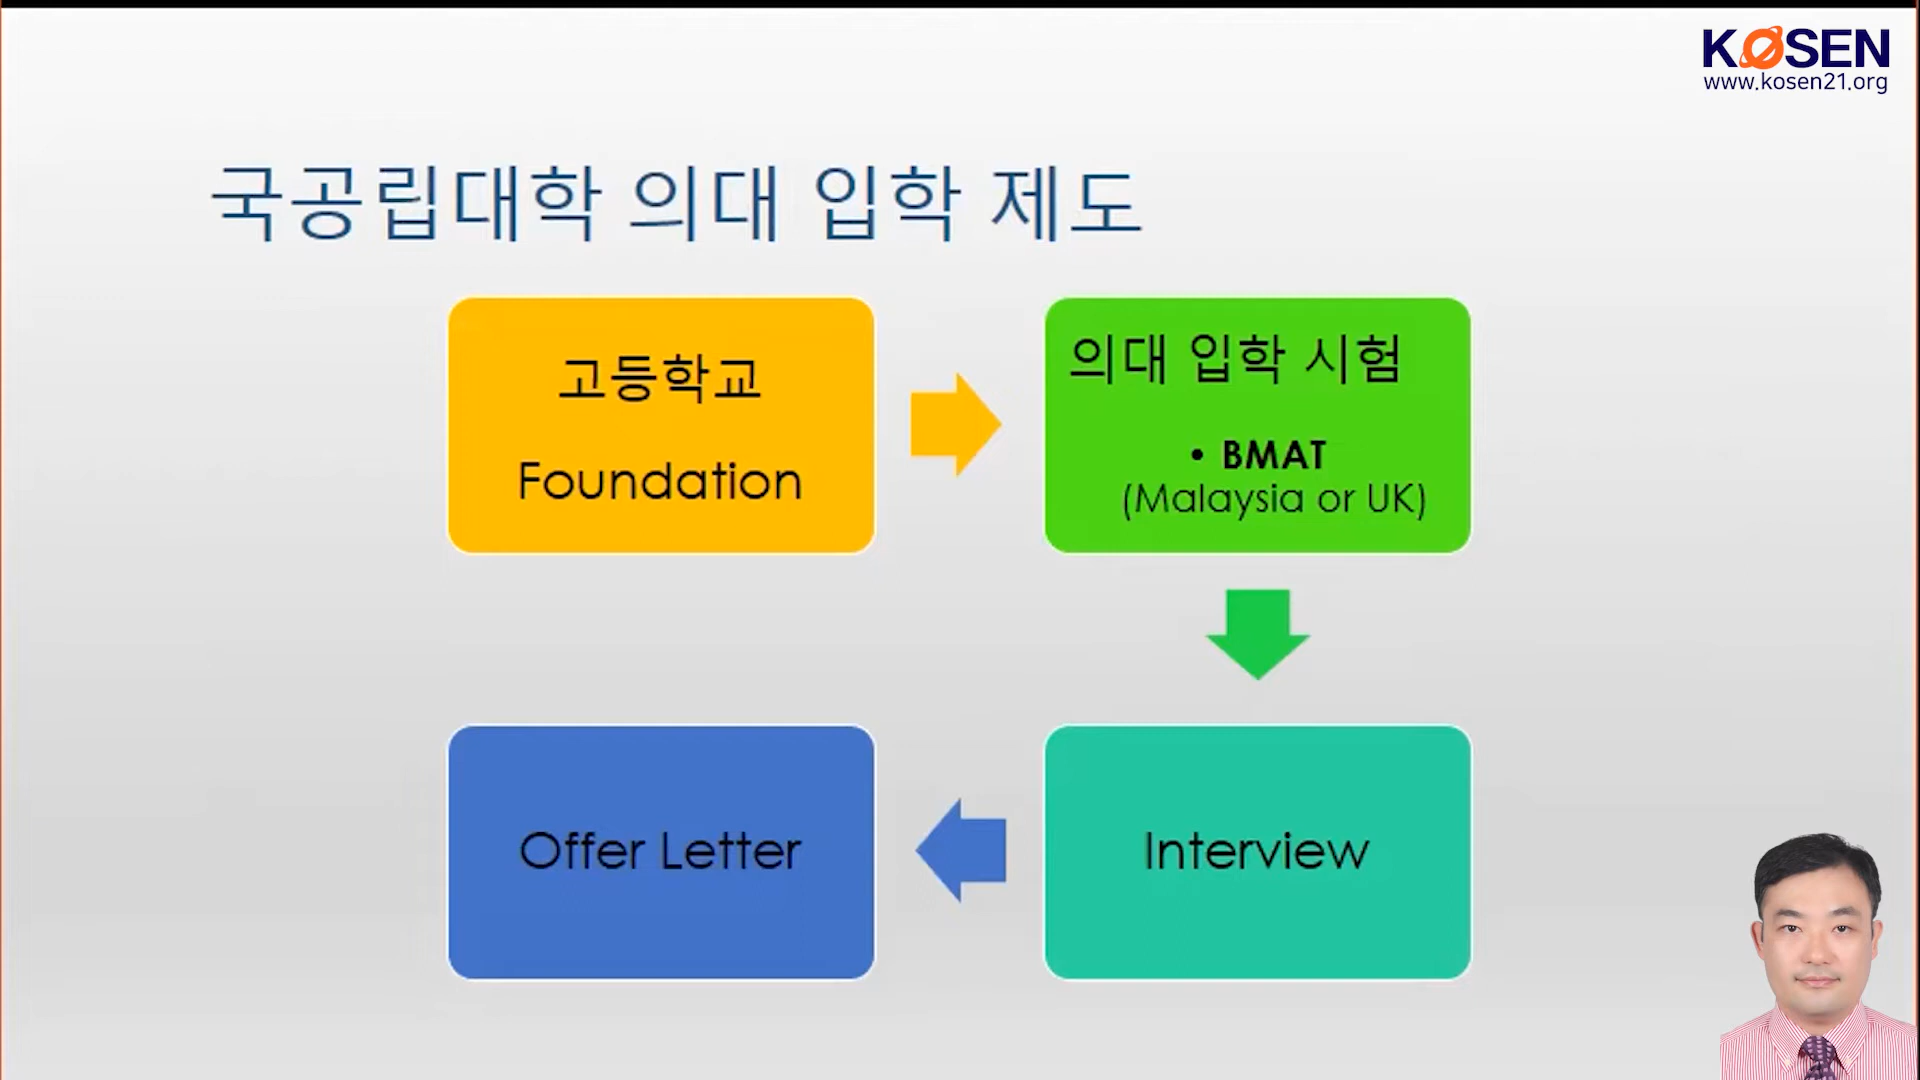 KOSEN
www.kosen21.org
국공립대학 의대 입학 제도
고등학교
Foundation
의대 입학 시험
• BMAT
(Malaysia or UK)
Interview
Offer Letter